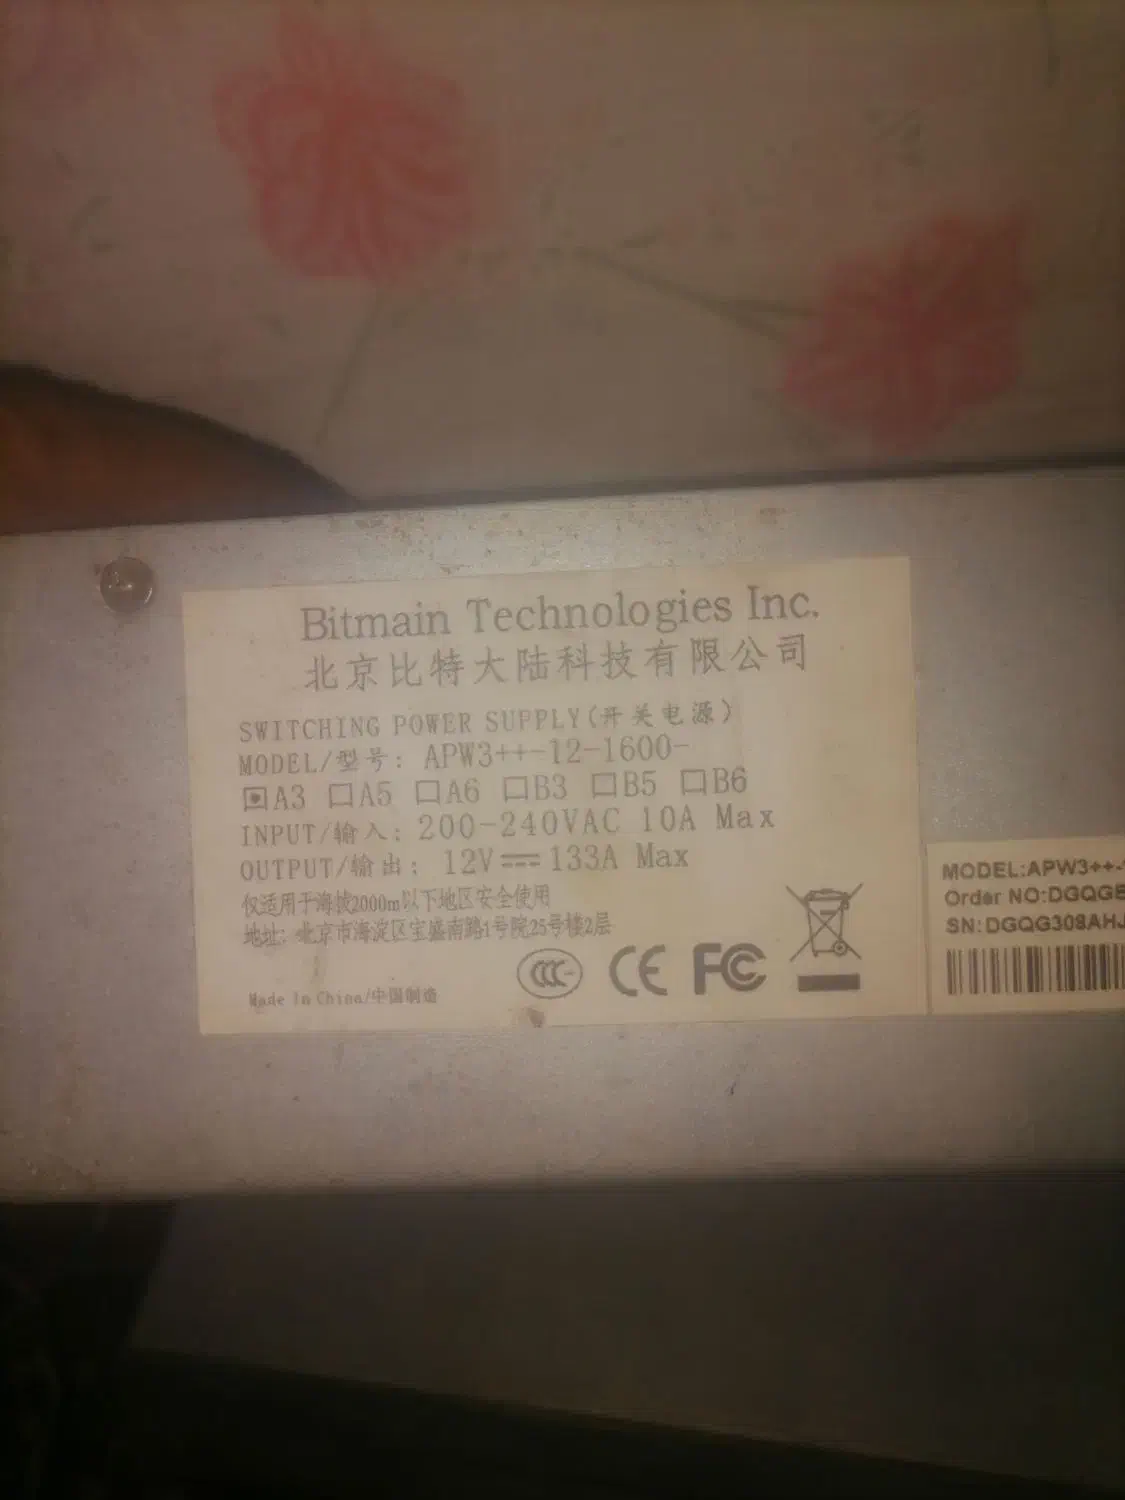 Bitmain Technologies Inc.
北京比特大陆科技有限公司
SWITCHING POWER SUPPLY(开关电源)
MODEL/型号: APW3++-12-1600-
☑A3 □A5 □A6 □B3 □B5 □B6
INPUT/输入: 200-240VAC 10A Max
OUTPUT/输出: 12V⎓133A Max
仅适用于海拔2000m以下地区安全使用
地址: 北京市海淀区宝盛南路1号院25号楼2层
Made In China/中国制造
CCC CE FC
MODEL:APW3++-
Order NO:DGQGE
SN:DGQG308AHJ